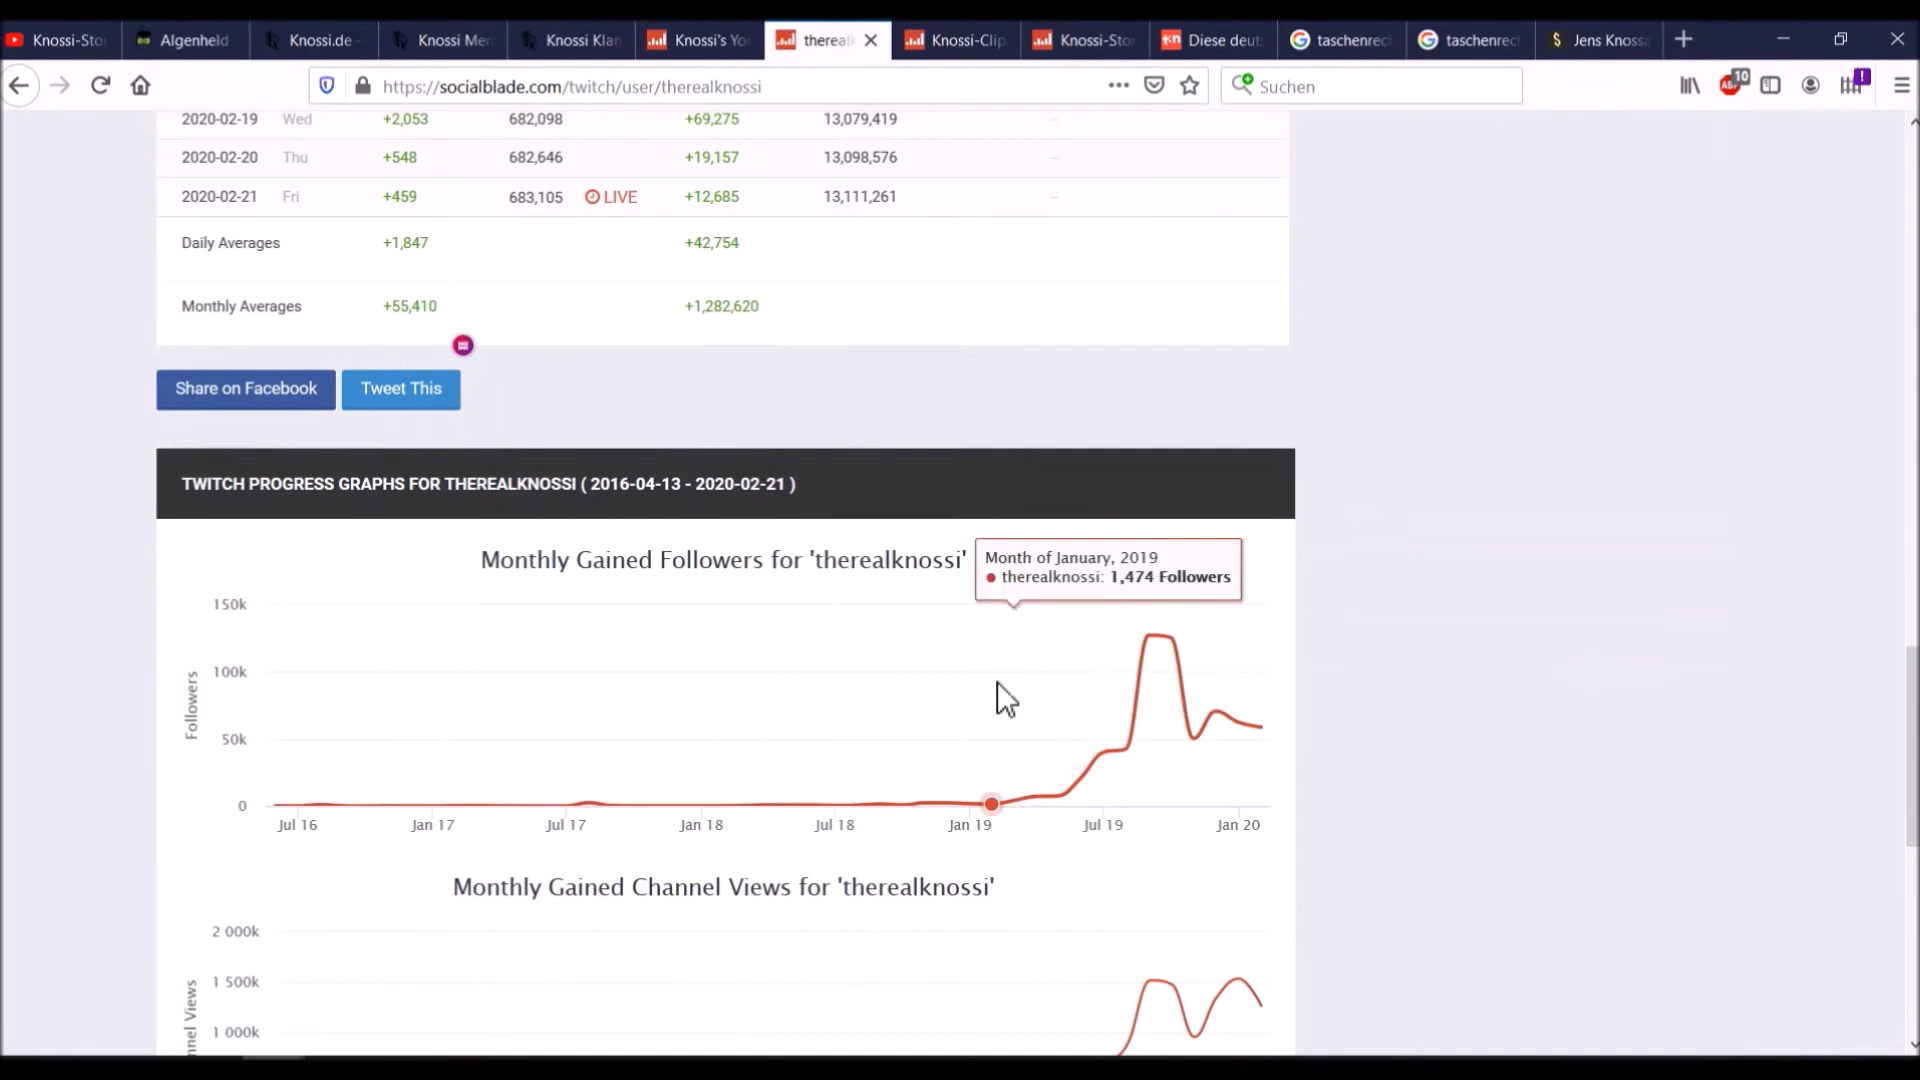 Knossi-Sto
Algenheld
Knossi.de -
Knossi Mer
Knossi Klan
Knossi's Yo
thereal
Knossi-Clip
Knossi-Sto
Diese deut
taschenrec
taschenrec
Jens Knossa
https://socialblade.com/twitch/user/therealknossi
Suchen
10
2020-02-19 Wed +2,053 682,098 +69,275 13,079,419 –
2020-02-20 Thu +548 682,646 +19,157 13,098,576 –
2020-02-21 Fri +459 683,105 LIVE +12,685 13,111,261 –
Daily Averages +1,847 +42,754
Monthly Averages +55,410 +1,282,620
Share on Facebook Tweet This
TWITCH PROGRESS GRAPHS FOR THEREALKNOSSI ( 2016-04-13 - 2020-02-21 )
Monthly Gained Followers for 'therealknossi'
Month of January, 2019
therealknossi: 1,474 Followers
150k
100k
50k
0
Followers
Jul 16 Jan 17 Jul 17 Jan 18 Jul 18 Jan 19 Jul 19 Jan 20
Monthly Gained Channel Views for 'therealknossi'
2 000k
1 500k
1 000k
nnel Views